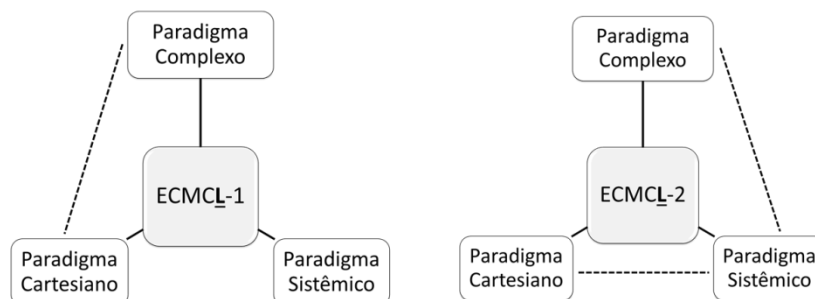 Paradigma
Complexo
ECMCL-1
Paradigma
Cartesiano
Paradigma
Sistêmico
Paradigma
Complexo
ECMCL-2
Paradigma
Cartesiano
Paradigma
Sistêmico